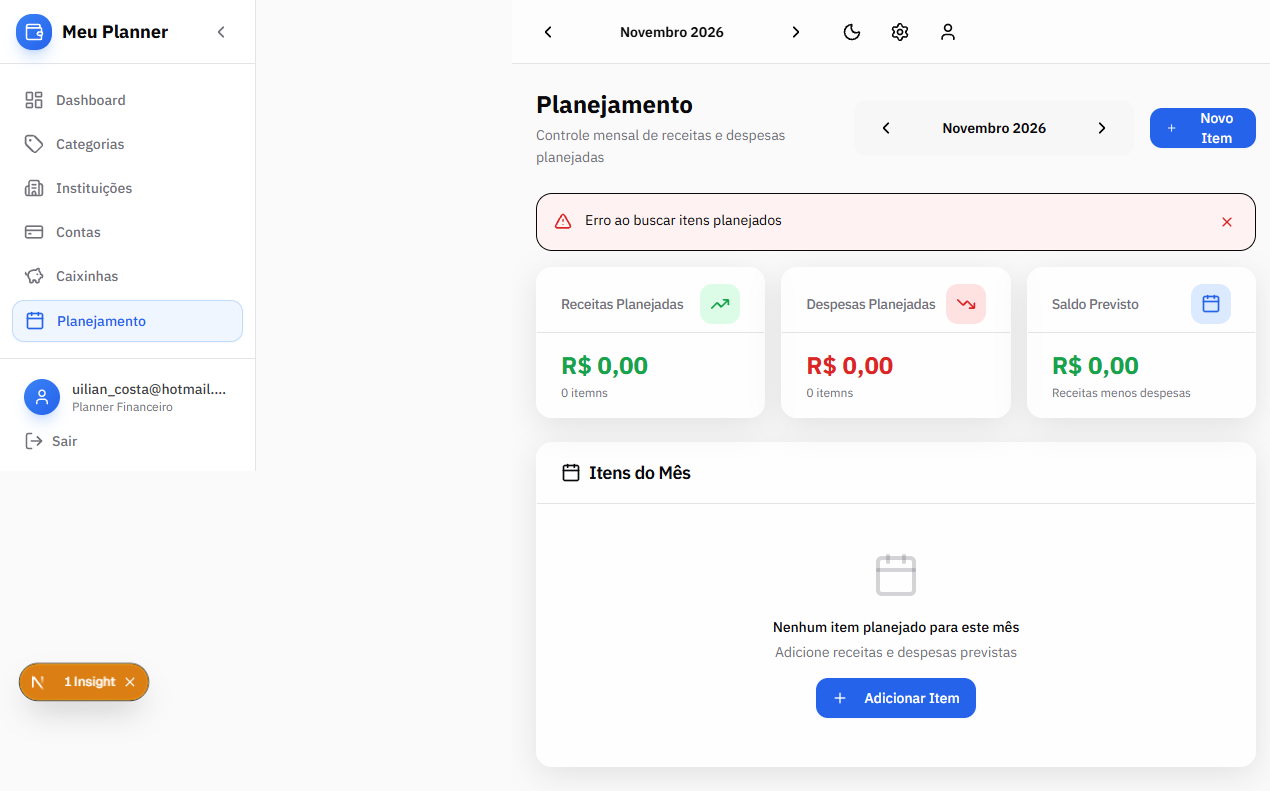 Meu Planner
Dashboard
Categorias
Instituições
Contas
Caixinhas
Planejamento
uilian_costa@hotmail....
Planner Financeiro
Sair
1 Insight
Novembro 2026
Planejamento
Controle mensal de receitas e despesas
planejadas
Novembro 2026
Novo
Item
Erro ao buscar itens planejados
Receitas Planejadas
R$ 0,00
0 itemns
Despesas Planejadas
R$ 0,00
0 itemns
Saldo Previsto
R$ 0,00
Receitas menos despesas
Itens do Mês
Nenhum item planejado para este mês
Adicione receitas e despesas previstas
Adicionar Item